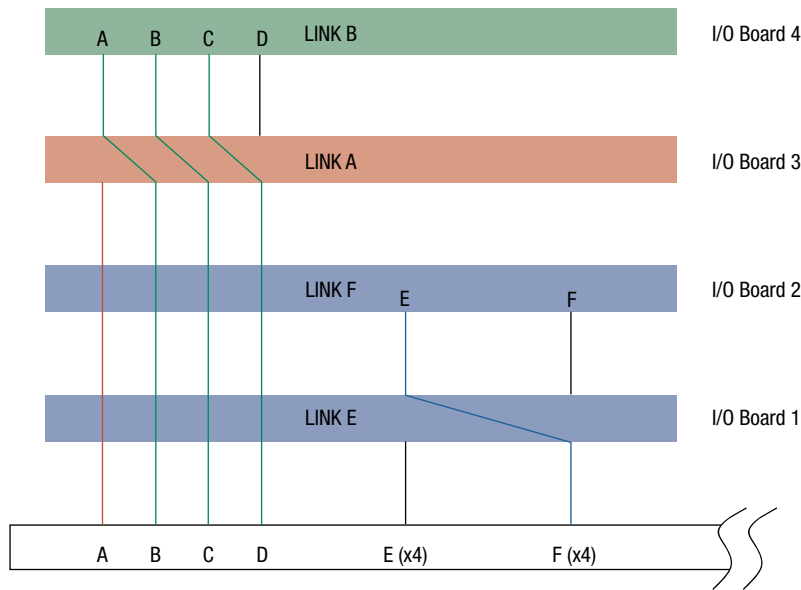 A B C D LINK B I/O Board 4
LINK A I/O Board 3
LINK F E F I/O Board 2
LINK E I/O Board 1
A B C D E (x4) F (x4)